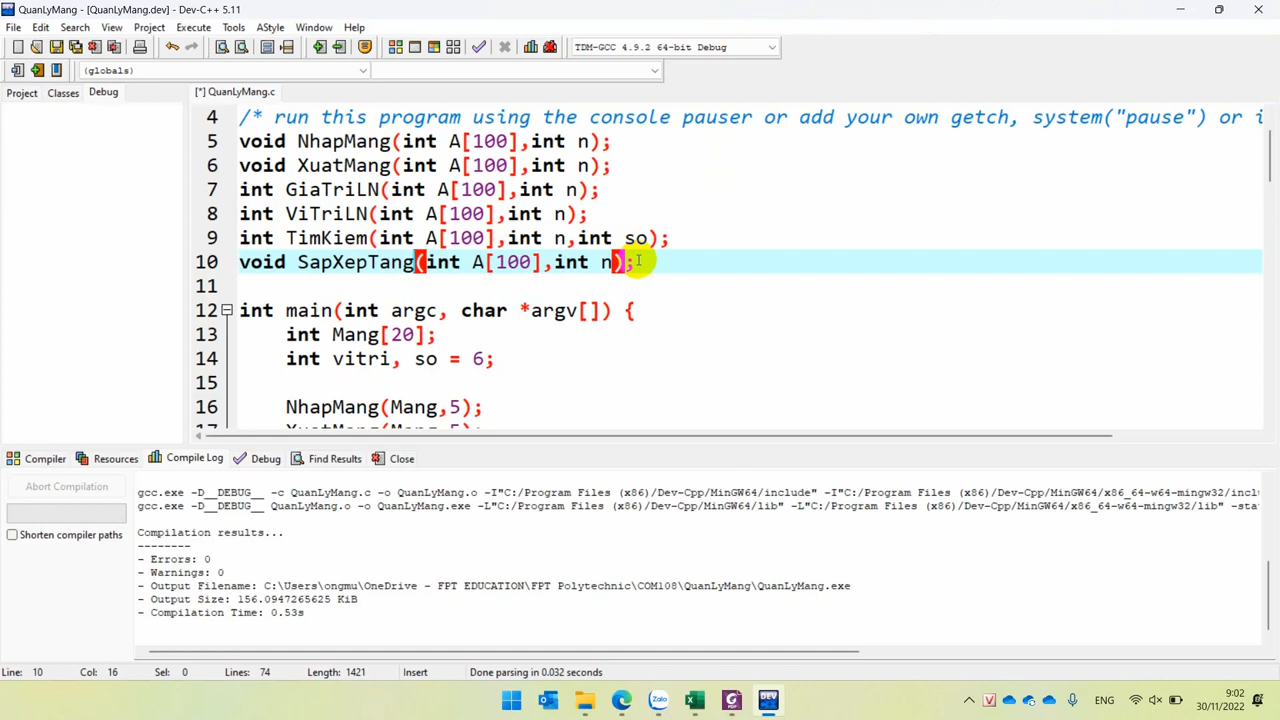 QuanLyMang - [QuanLyMang.dev] - Dev-C++ 5.11
File Edit Search View Project Execute Tools AStyle Window Help
TDM-GCC 4.9.2 64-bit Debug
(globals)
Project Classes Debug
[*] QuanLyMang.c
4 /* run this program using the console pauser or add your own getch, system("pause") or i
5 void NhapMang(int A[100],int n);
6 void XuatMang(int A[100],int n);
7 int GiaTriLN(int A[100],int n);
8 int ViTriLN(int A[100],int n);
9 int TimKiem(int A[100],int n,int so);
10 void SapXepTang(int A[100],int n);
11
12 int main(int argc, char *argv[]) {
13 int Mang[20];
14 int vitri, so = 6;
15
16 NhapMang(Mang,5);
17 XuatMang(Mang,5);
Compiler Resources Compile Log Debug Find Results Close
Abort Compilation
Shorten compiler paths
gcc.exe -D__DEBUG__ -c QuanLyMang.c -o QuanLyMang.o -I"C:/Program Files (x86)/Dev-Cpp/MinGW64/include" -I"C:/Program Files (x86)/Dev-Cpp/MinGW64/x86_64-w64-mingw32/incl
gcc.exe -D__DEBUG__ QuanLyMang.o -o QuanLyMang.exe -L"C:/Program Files (x86)/Dev-Cpp/MinGW64/lib" -L"C:/Program Files (x86)/Dev-Cpp/MinGW64/x86_64-w64-mingw32/lib" -sta
Compilation results...
--------
- Errors: 0
- Warnings: 0
- Output Filename: C:\Users\ongmu\OneDrive - FPT EDUCATION\FPT Polytechnic\COM108\QuanLyMang\QuanLyMang.exe
- Output Size: 156.0947265625 KiB
- Compilation Time: 0.53s
Line: 10 Col: 16 Sel: 0 Lines: 74 Length: 1421 Insert Done parsing in 0.032 seconds
Zalo
PDF
DEV
ENG
9:02
30/11/2022